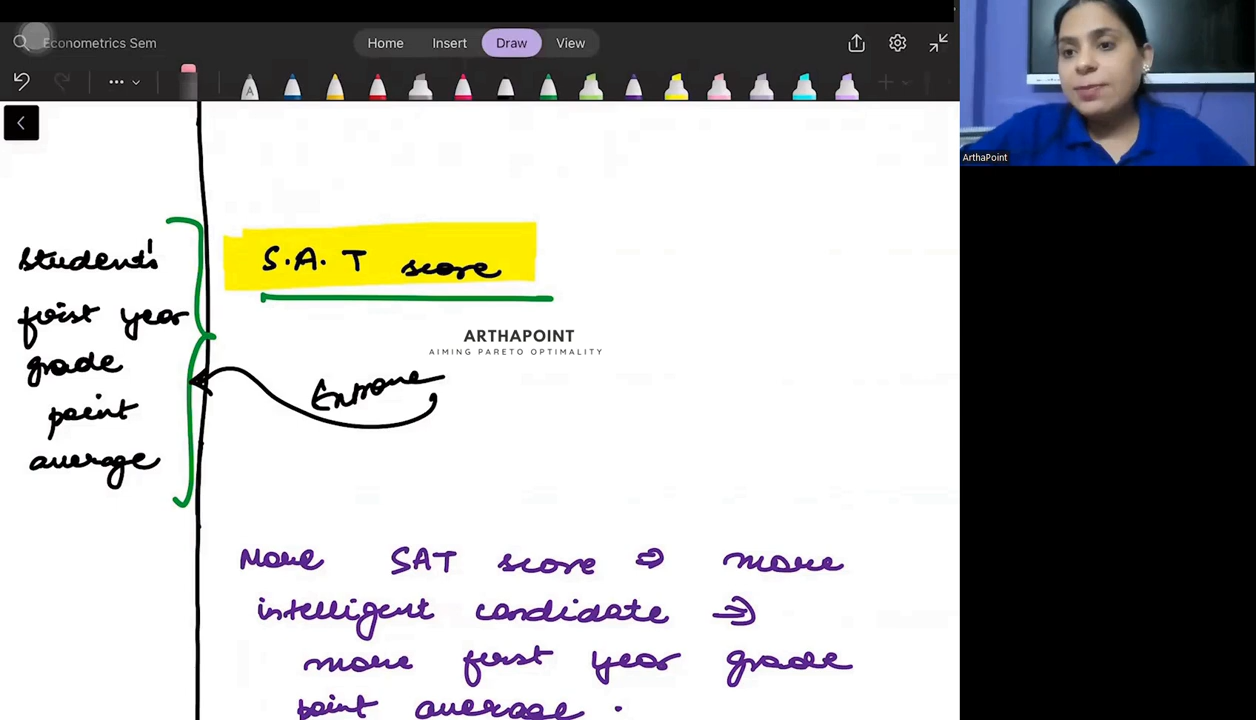 Econometrics Sem
Home Insert Draw View
A
student's
first year
grade
point
average
S.A.T score
ARTHAPOINT
AIMING PARETO OPTIMALITY
More SAT score ⇒ more
intelligent candidate ⇒
more first year grade
point average.
ArthaPoint